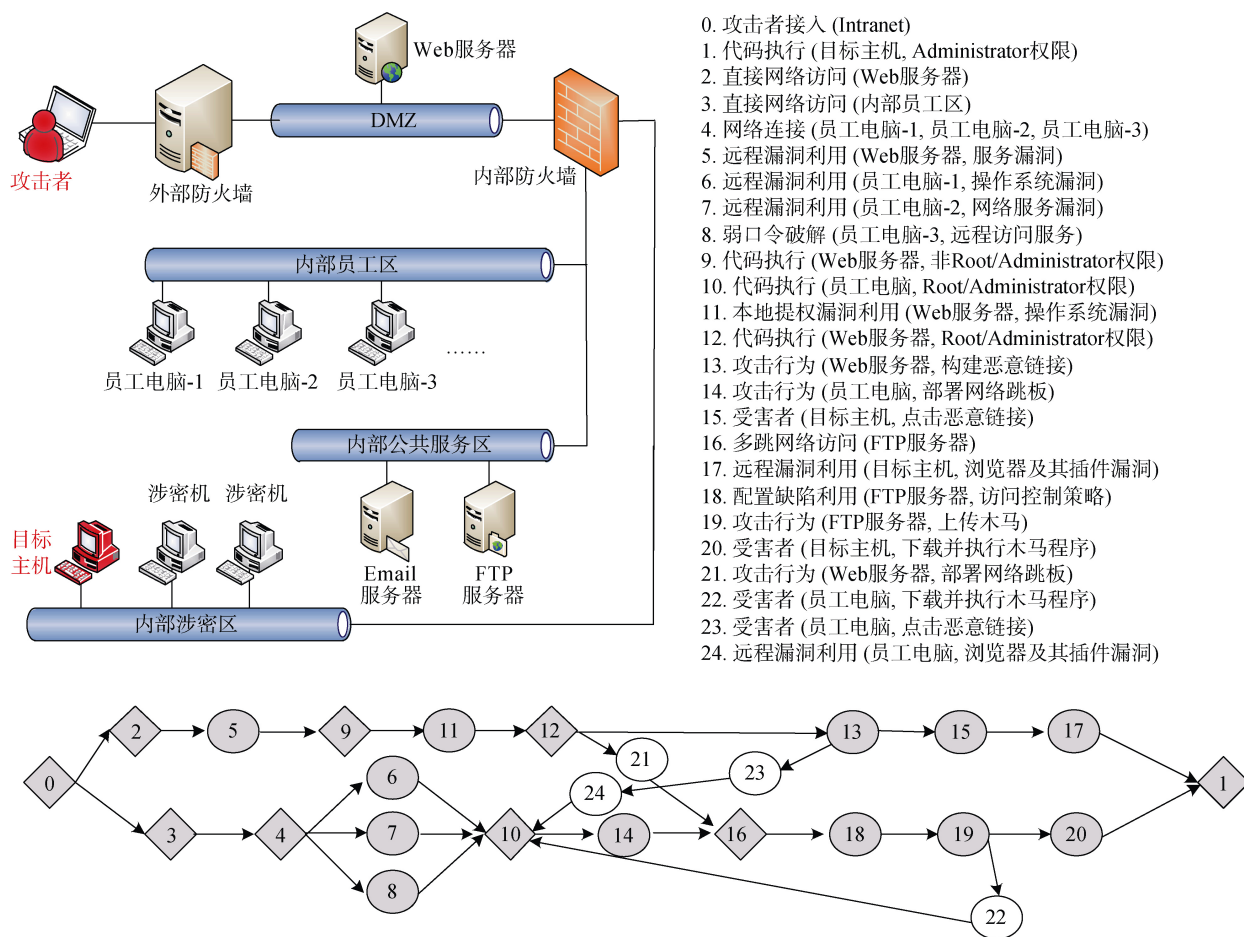 Web服务器
DMZ
攻击者
外部防火墙
内部防火墙
内部员工区
员工电脑-1
员工电脑-2
员工电脑-3
……
内部公共服务区
涉密机
涉密机
目标
主机
Email
服务器
FTP
服务器
内部涉密区
0. 攻击者接入 (Intranet)
1. 代码执行 (目标主机, Administrator权限)
2. 直接网络访问 (Web服务器)
3. 直接网络访问 (内部员工区)
4. 网络连接 (员工电脑-1, 员工电脑-2, 员工电脑-3)
5. 远程漏洞利用 (Web服务器, 服务漏洞)
6. 远程漏洞利用 (员工电脑-1, 操作系统漏洞)
7. 远程漏洞利用 (员工电脑-2, 网络服务漏洞)
8. 弱口令破解 (员工电脑-3, 远程访问服务)
9. 代码执行 (Web服务器, 非Root/Administrator权限)
10. 代码执行 (员工电脑, Root/Administrator权限)
11. 本地提权漏洞利用 (Web服务器, 操作系统漏洞)
12. 代码执行 (Web服务器, Root/Administrator权限)
13. 攻击行为 (Web服务器, 构建恶意链接)
14. 攻击行为 (员工电脑, 部署网络跳板)
15. 受害者 (目标主机, 点击恶意链接)
16. 多跳网络访问 (FTP服务器)
17. 远程漏洞利用 (目标主机, 浏览器及其插件漏洞)
18. 配置缺陷利用 (FTP服务器, 访问控制策略)
19. 攻击行为 (FTP服务器, 上传木马)
20. 受害者 (目标主机, 下载并执行木马程序)
21. 攻击行为 (Web服务器, 部署网络跳板)
22. 受害者 (员工电脑, 下载并执行木马程序)
23. 受害者 (员工电脑, 点击恶意链接)
24. 远程漏洞利用 (员工电脑, 浏览器及其插件漏洞)
2
5
9
11
12
13
15
17
21
23
0
6
24
1
3
4
7
10
14
16
18
19
20
8
22